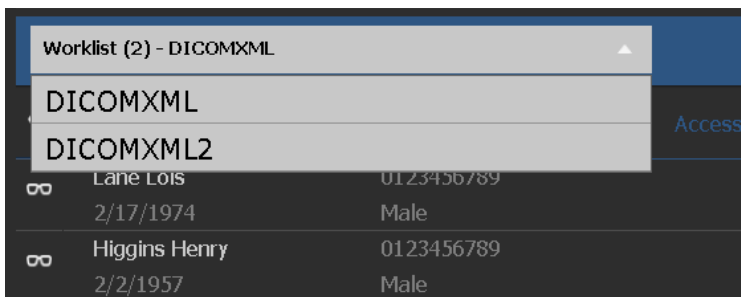 Worklist (2) - DICOMXML
DICOMXML
DICOMXML2
Access
Lane Lois 0123456789
2/17/1974 Male
Higgins Henry 0123456789
2/2/1957 Male